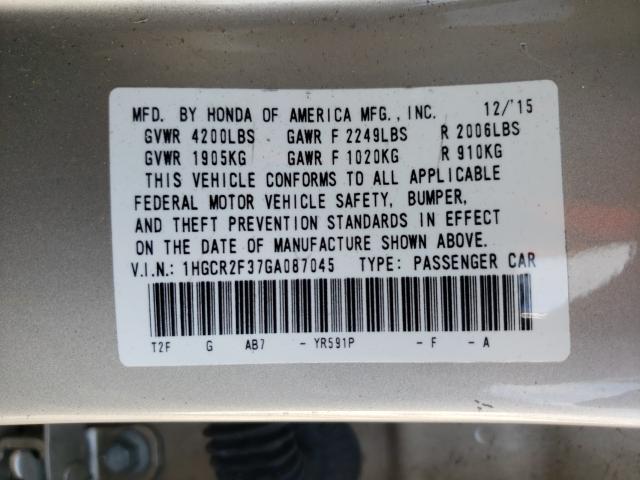 MFD. BY HONDA OF AMERICA MFG., INC. 12/'15
GVWR 4200LBS GAWR F 2249LBS R 2006LBS
GVWR 1905KG GAWR F 1020KG R 910KG
THIS VEHICLE CONFORMS TO ALL APPLICABLE
FEDERAL MOTOR VEHICLE SAFETY, BUMPER,
AND THEFT PREVENTION STANDARDS IN EFFECT
ON THE DATE OF MANUFACTURE SHOWN ABOVE.
V.I.N.: 1HGCR2F37GA087045 TYPE: PASSENGER CAR
T2F G AB7 - YR591P - F - A